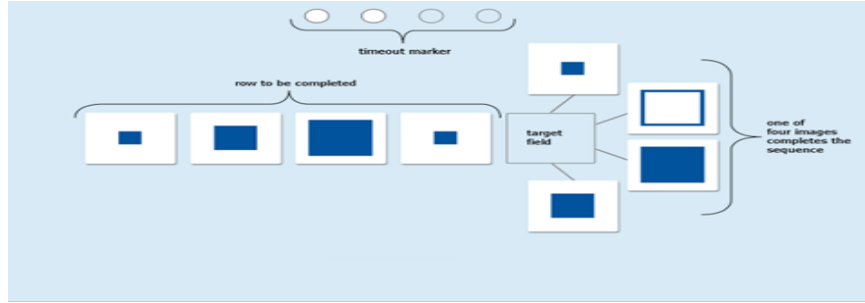 timeout marker
row to be completed
target
field
one of
four images
completes the
sequence